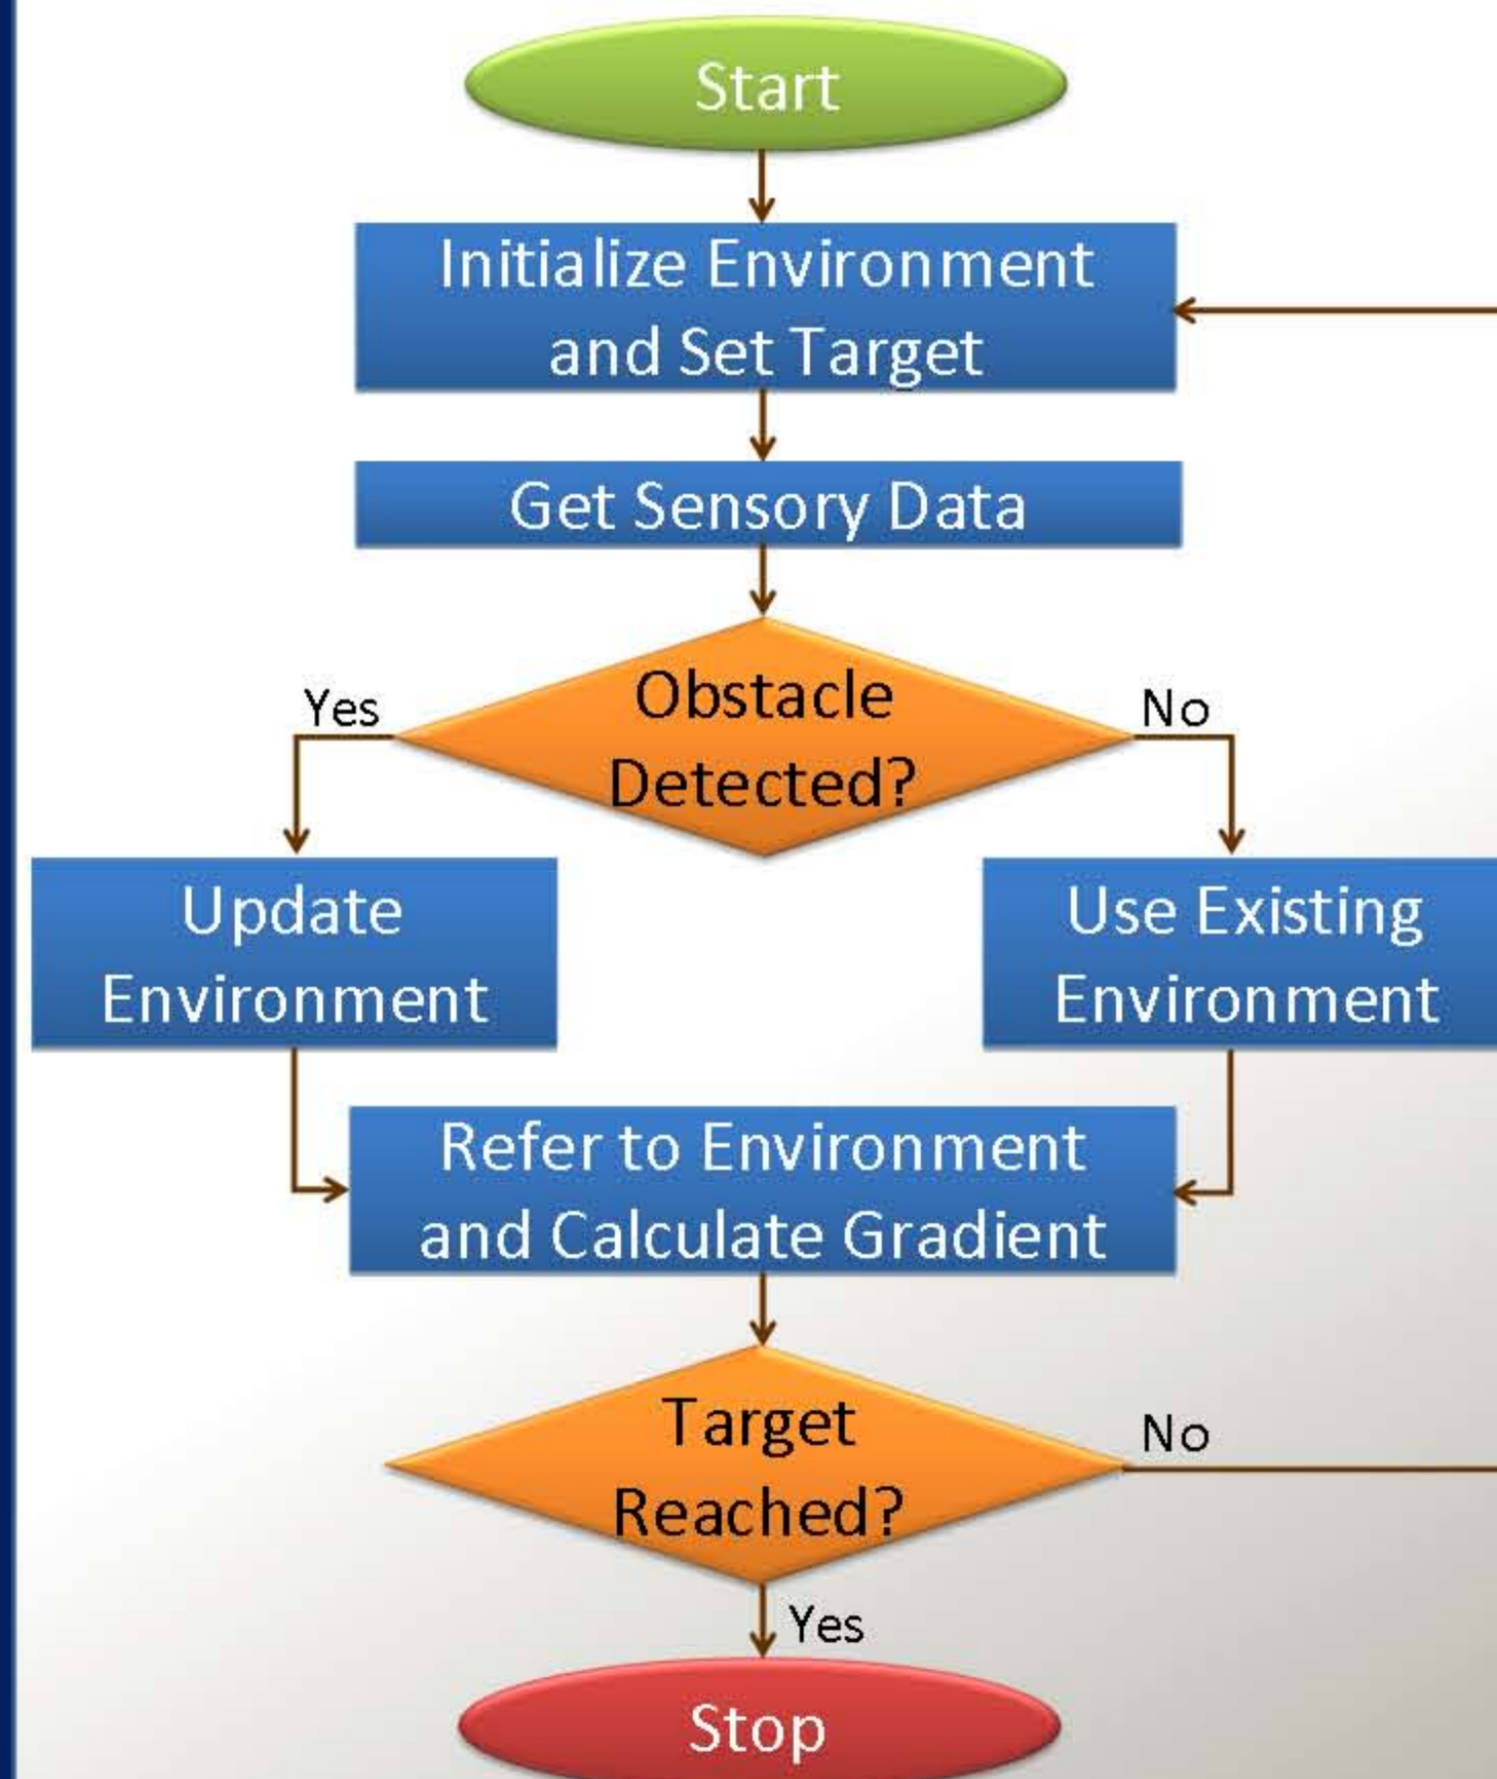 Start
Initialize Environment
and Set Target
Get Sensory Data
Obstacle
Detected?
Yes
No
Update
Environment
Use Existing
Environment
Refer to Environment
and Calculate Gradient
Target
Reached?
No
Yes
Stop